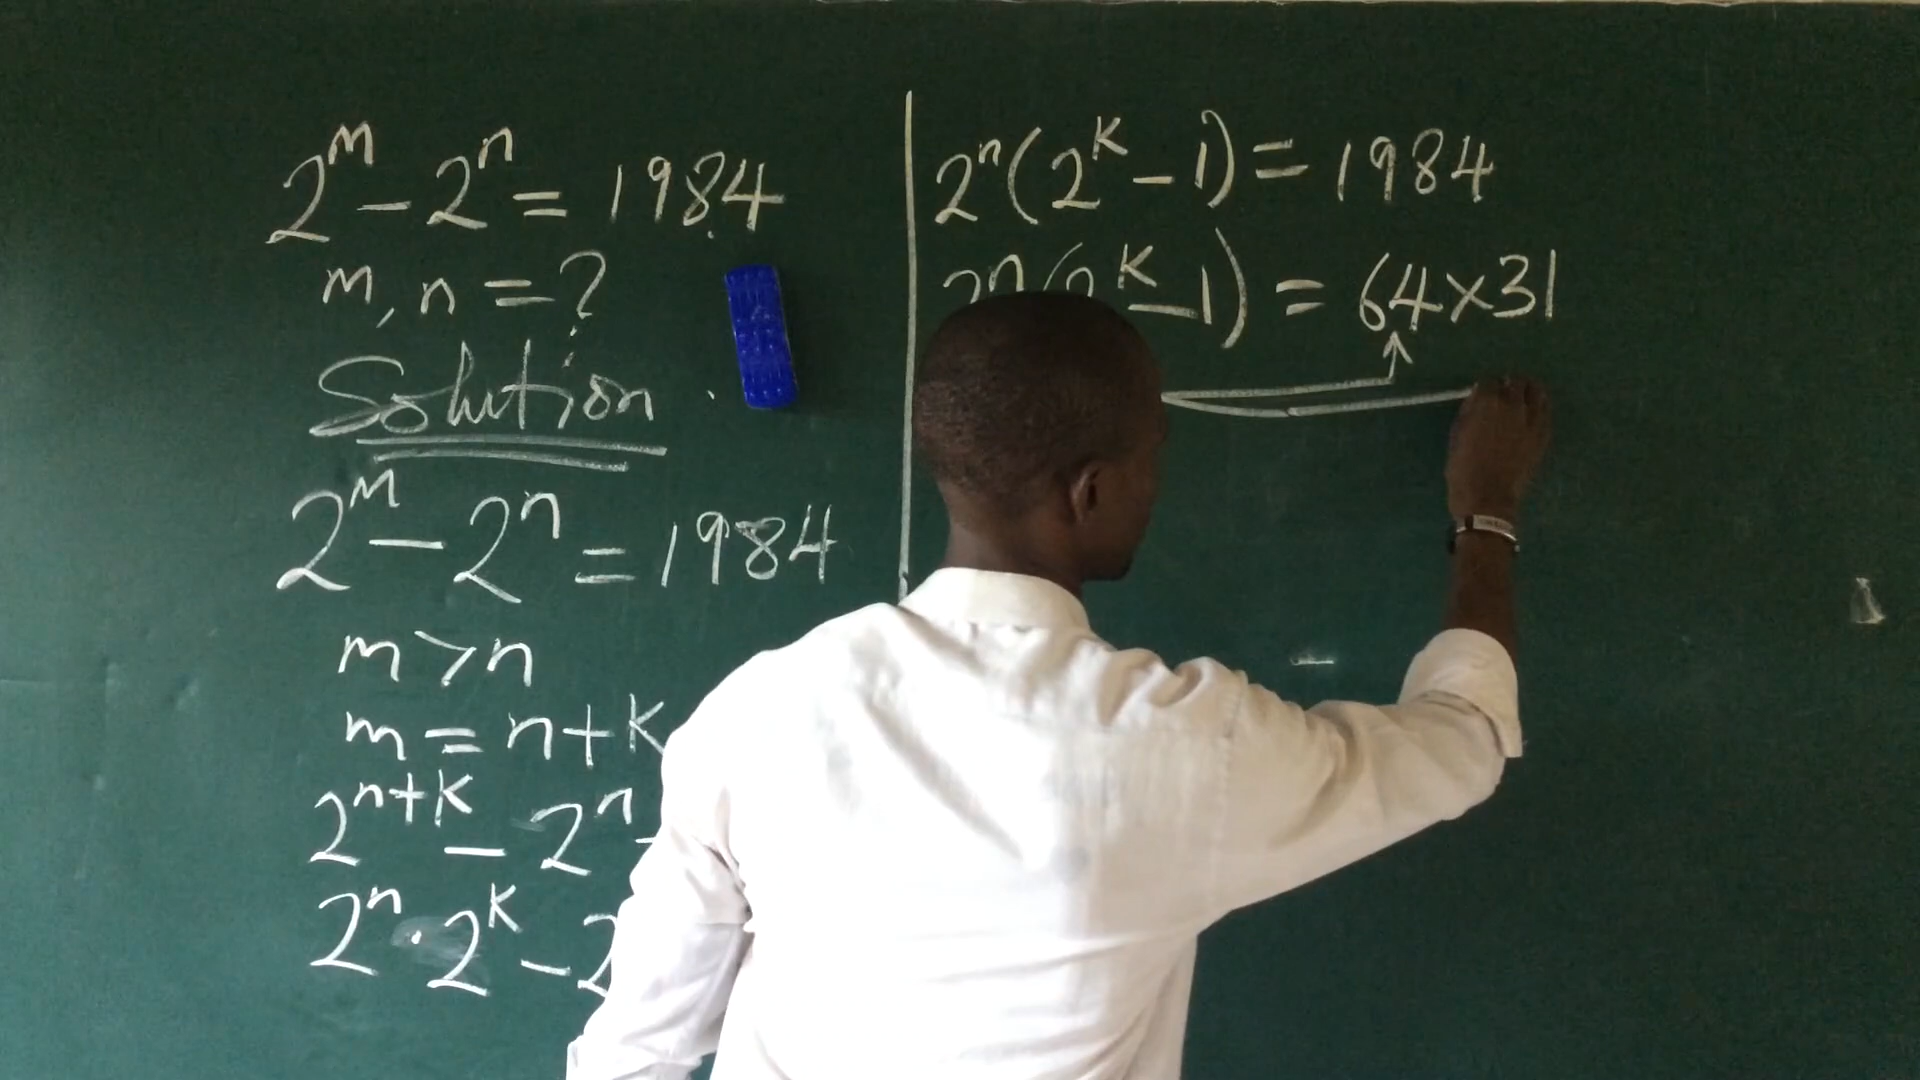 2^m - 2^n = 1984
m, n = ?
Solution
2^m - 2^n = 1984
m > n
m = n + k
2^{n+k} - 2^n
2^n · 2^k - 2
2^n(2^k - 1) = 1984
2^n(2^k - 1) = 64 × 31